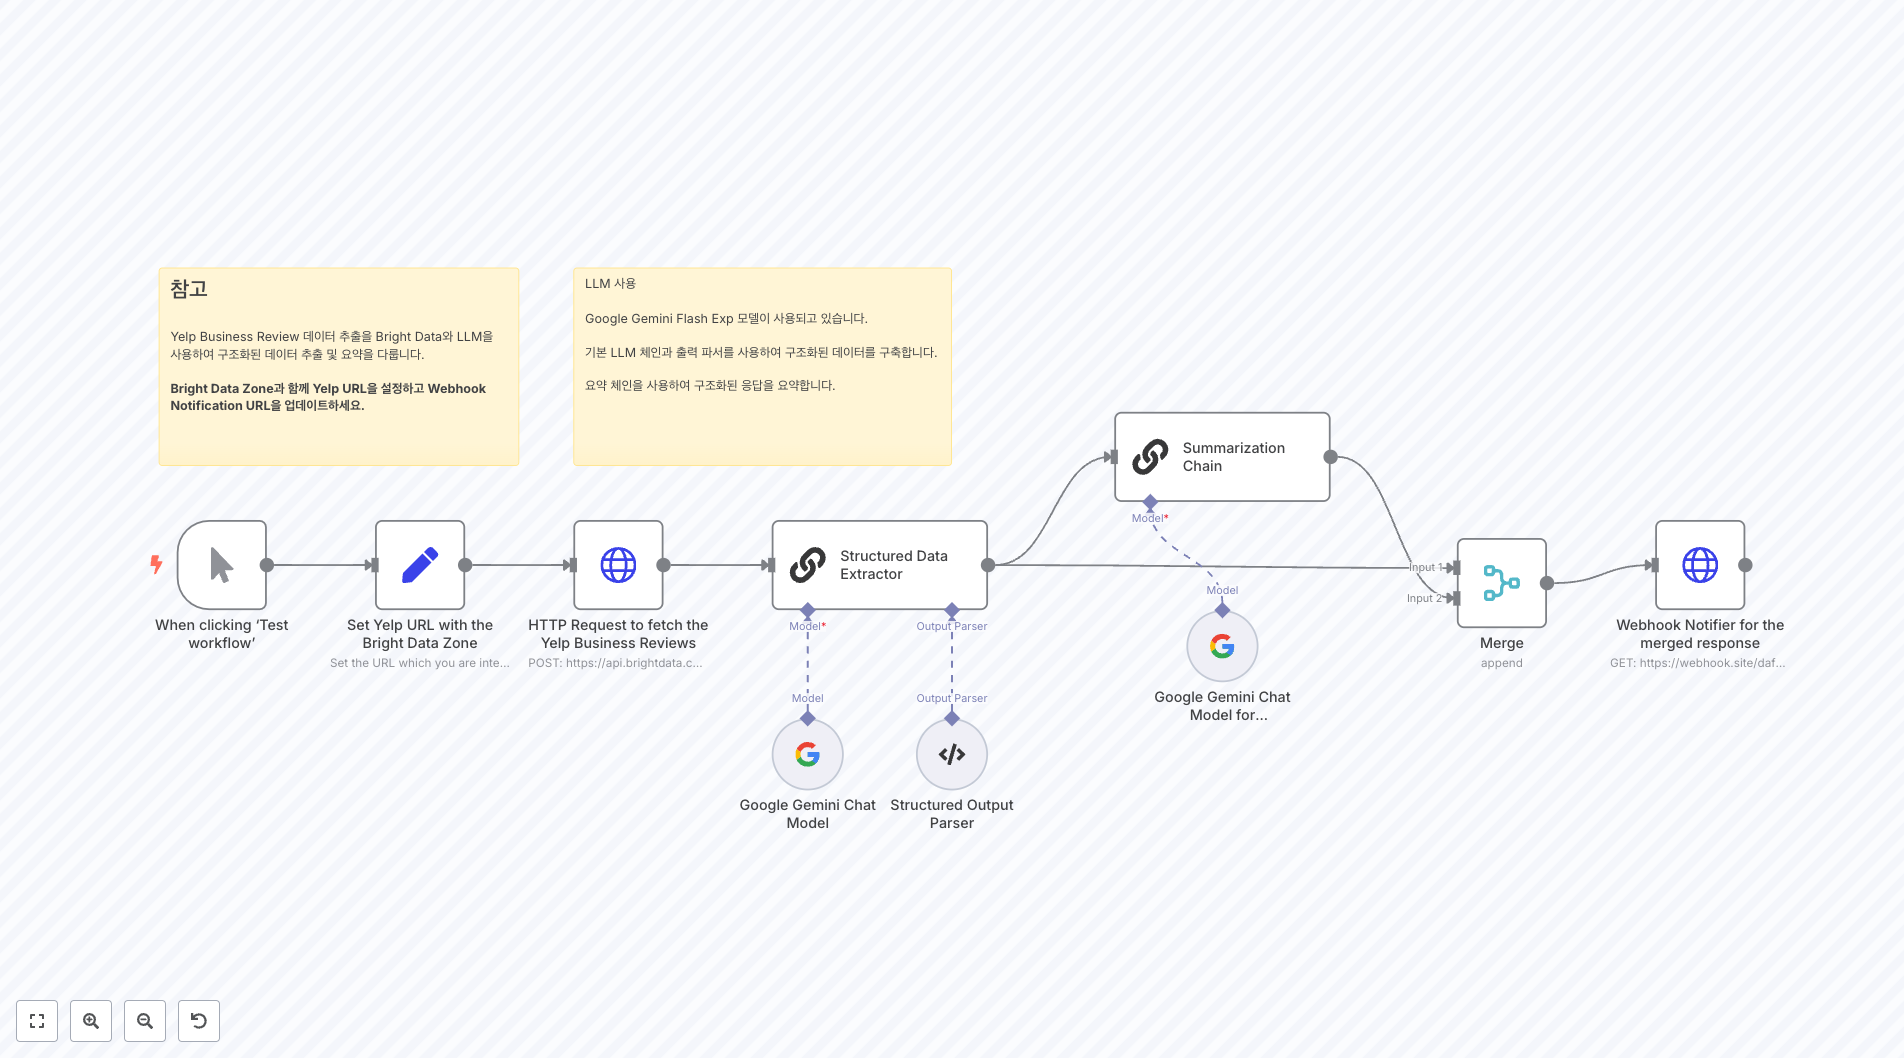 참고
Yelp Business Review 데이터 추출을 Bright Data와 LLM을
사용하여 구조화된 데이터 추출 및 요약을 다룹니다.
Bright Data Zone과 함께 Yelp URL을 설정하고 Webhook
Notification URL을 업데이트하세요.
LLM 사용
Google Gemini Flash Exp 모델이 사용되고 있습니다.
기본 LLM 체인과 출력 파서를 사용하여 구조화된 데이터를 구축합니다.
요약 체인을 사용하여 구조화된 응답을 요약합니다.
When clicking ‘Test
workflow’
Set Yelp URL with the
Bright Data Zone
Set the URL which you are inte...
HTTP Request to fetch the
Yelp Business Reviews
POST: https://api.brightdata.c...
Structured Data
Extractor
Model*
Output Parser
Model
Output Parser
Google Gemini Chat
Model
Structured Output
Parser
Summarization
Chain
Model*
Model
Google Gemini Chat
Model for...
Input 1
Input 2
Merge
append
Webhook Notifier for the
merged response
GET: https://webhook.site/daf...